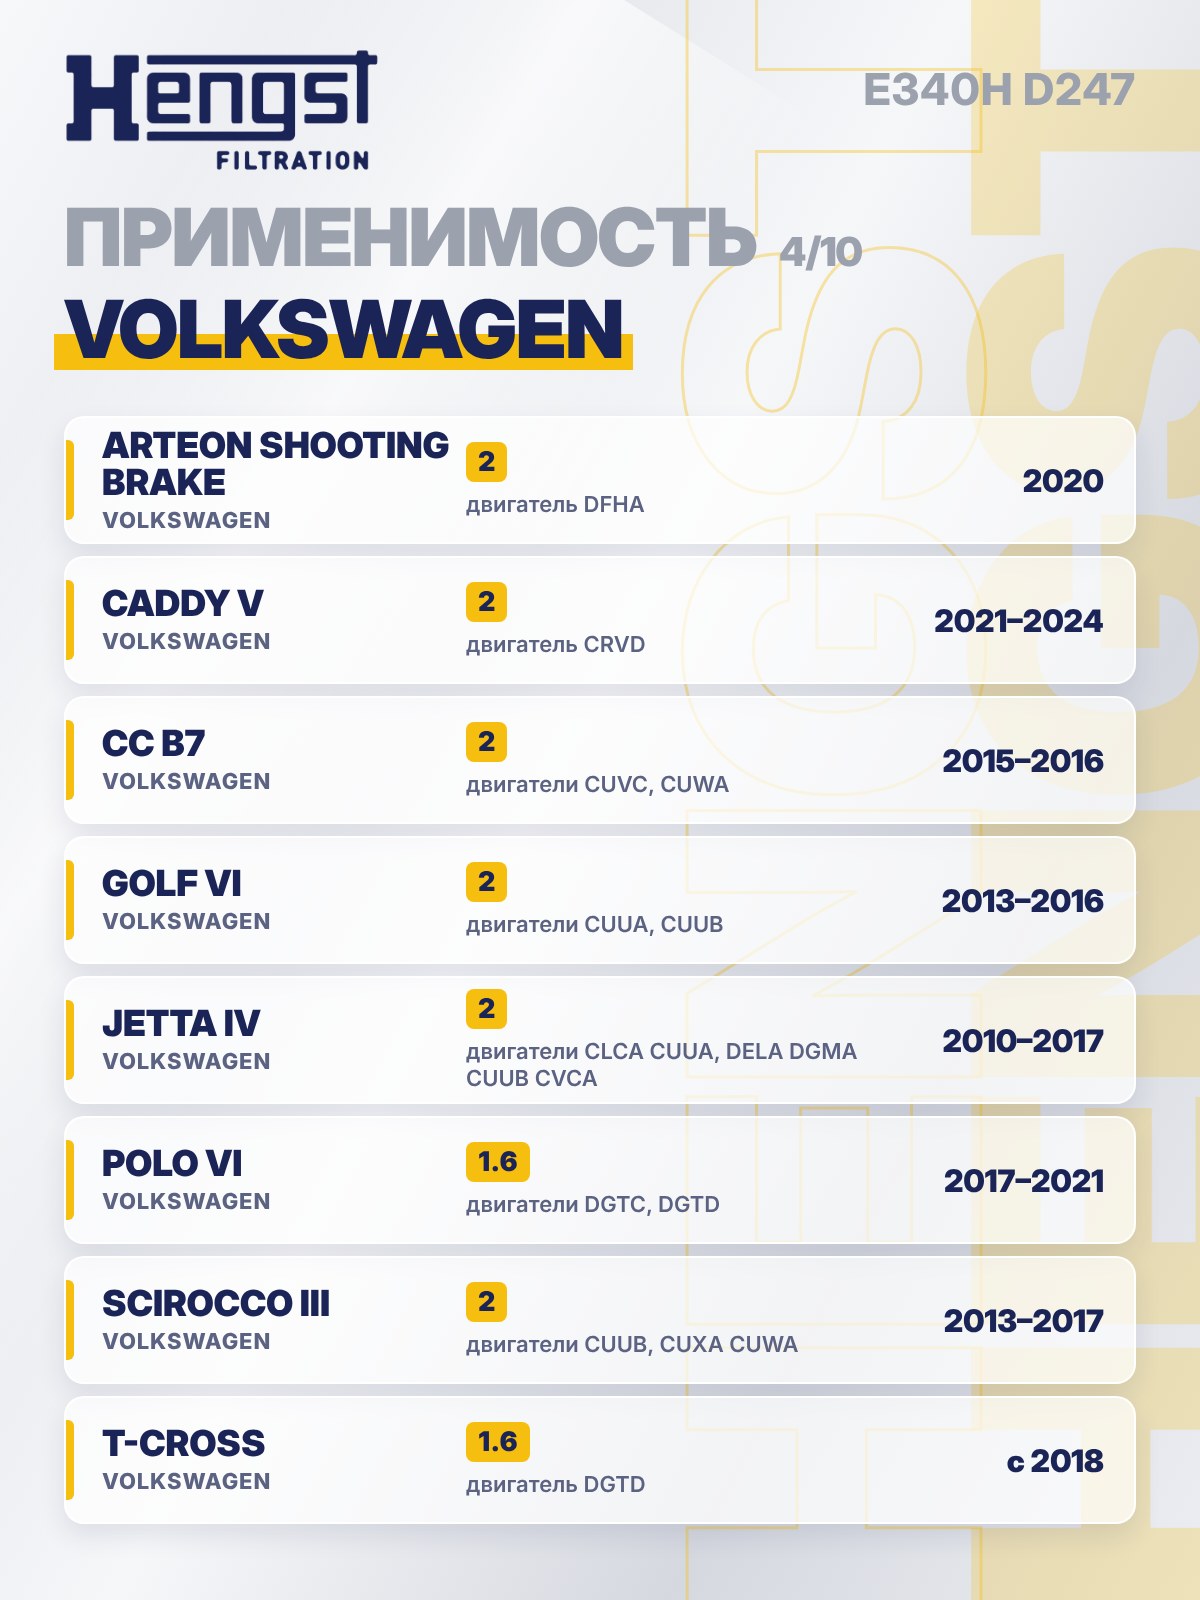 Hengst
FILTRATION
E340H D247
ПРИМЕНИМОСТЬ 4/10
VOLKSWAGEN
ARTEON SHOOTING
BRAKE
VOLKSWAGEN
2
двигатель DFHA
2020
CADDY V
VOLKSWAGEN
2
двигатель CRVD
2021–2024
CC B7
VOLKSWAGEN
2
двигатели CUVC, CUWA
2015–2016
GOLF VI
VOLKSWAGEN
2
двигатели CUUA, CUUB
2013–2016
JETTA IV
VOLKSWAGEN
2
двигатели CLCA CUUA, DELA DGMA
CUUB CVCA
2010–2017
POLO VI
VOLKSWAGEN
1.6
двигатели DGTC, DGTD
2017–2021
SCIROCCO III
VOLKSWAGEN
2
двигатели CUUB, CUXA CUWA
2013–2017
T-CROSS
VOLKSWAGEN
1.6
двигатель DGTD
с 2018
HENGST
HENGST